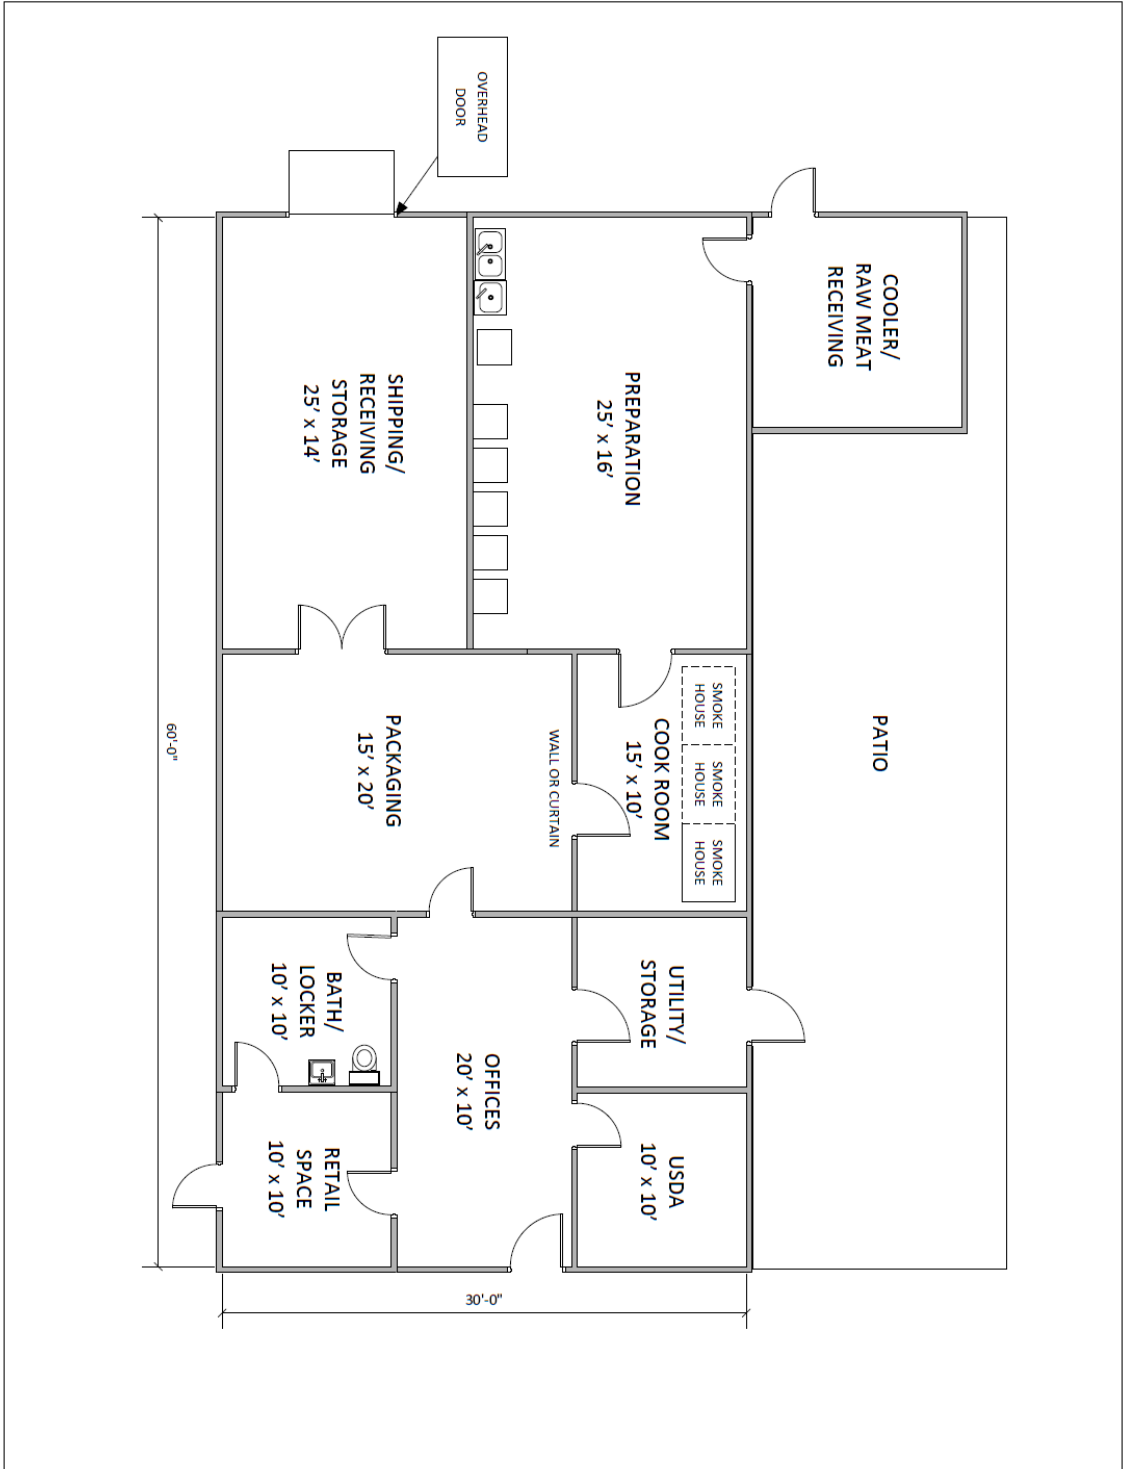 OVERHEAD
DOOR
COOLER/
RAW MEAT
RECEIVING
PREPARATION
25’ x 16’
SHIPPING/
RECEIVING
STORAGE
25’ x 14’
PATIO
SMOKE
HOUSE
SMOKE
HOUSE
SMOKE
HOUSE
COOK ROOM
15’ x 10’
WALL OR CURTAIN
PACKAGING
15’ x 20’
60'-0"
UTILITY/
STORAGE
BATH/
LOCKER
10’ x 10’
OFFICES
20’ x 10’
USDA
10’ x 10’
RETAIL
SPACE
10’ x 10’
30'-0"